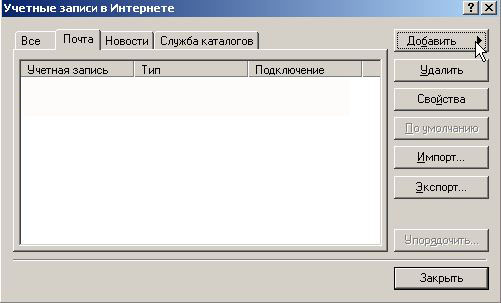 Учетные записи в Интернете
Все Почта Новости Служба каталогов
Учетная запись Тип Подключение
Добавить
Удалить
Свойства
По умолчанию
Импорт...
Экспорт...
Упорядочить...
Закрыть